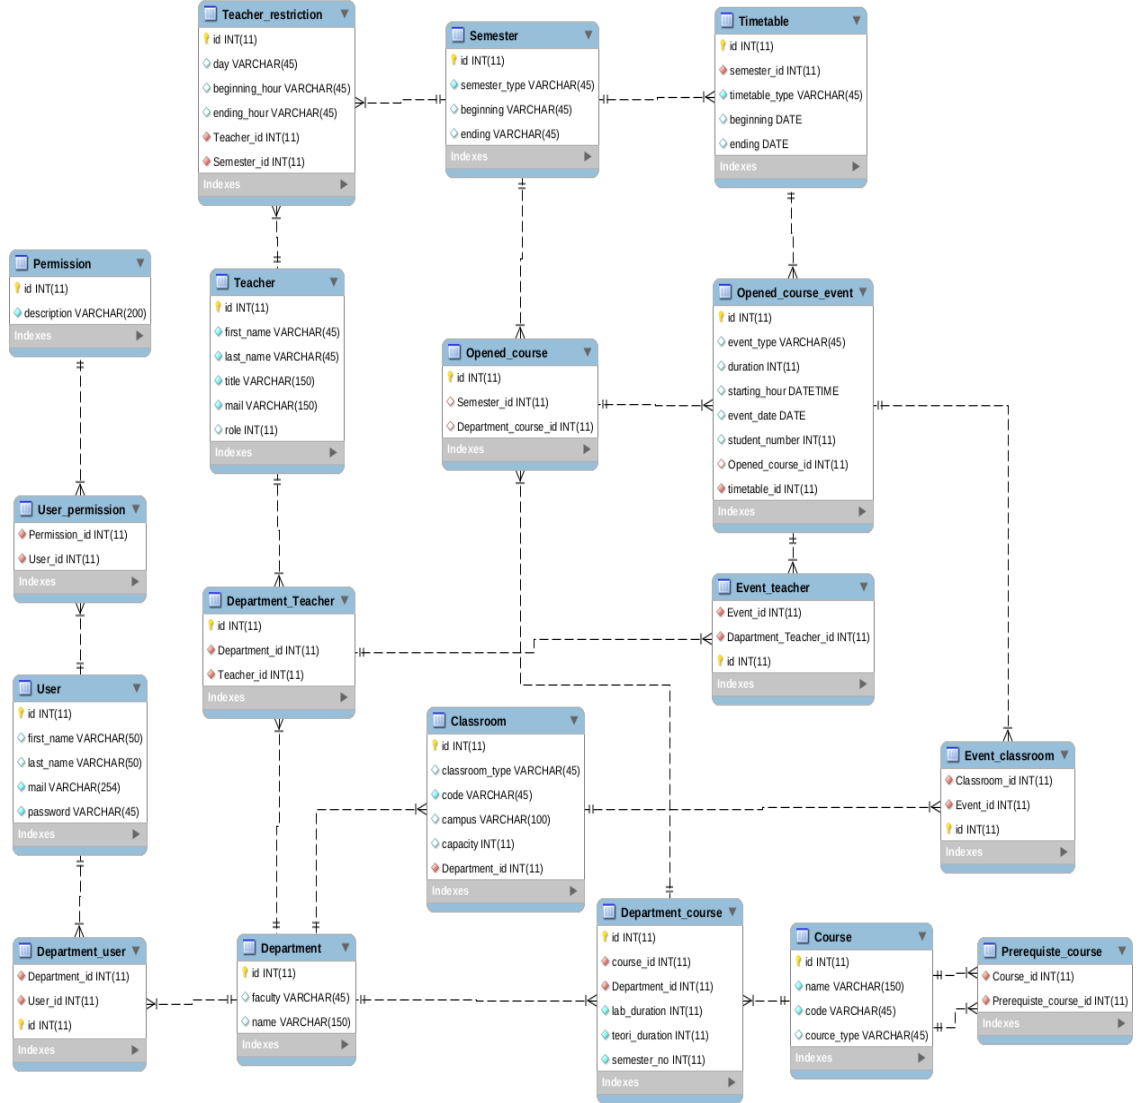 Teacher_restriction
id INT(11)
day VARCHAR(45)
beginning_hour VARCHAR(45)
ending_hour VARCHAR(45)
Teacher_id INT(11)
Semester_id INT(11)
Indexes
Semester
id INT(11)
semester_type VARCHAR(45)
beginning VARCHAR(45)
ending VARCHAR(45)
Indexes
Timetable
id INT(11)
semester_id INT(11)
timetable_type VARCHAR(45)
beginning DATE
ending DATE
Indexes
Permission
id INT(11)
description VARCHAR(200)
Indexes
Teacher
id INT(11)
first_name VARCHAR(45)
last_name VARCHAR(45)
title VARCHAR(150)
mail VARCHAR(150)
role INT(11)
Indexes
Opened_course
id INT(11)
Semester_id INT(11)
Department_course_id INT(11)
Indexes
Opened_course_event
id INT(11)
event_type VARCHAR(45)
duration INT(11)
starting_hour DATETIME
event_date DATE
student_number INT(11)
Opened_course_id INT(11)
timetable_id INT(11)
Indexes
User_permission
Permission_id INT(11)
User_id INT(11)
Indexes
Department_Teacher
id INT(11)
Department_id INT(11)
Teacher_id INT(11)
Indexes
Event_teacher
Event_id INT(11)
Dapartment_Teacher_id INT(11)
id INT(11)
Indexes
User
id INT(11)
first_name VARCHAR(50)
last_name VARCHAR(50)
mail VARCHAR(254)
password VARCHAR(45)
Indexes
Classroom
id INT(11)
classroom_type VARCHAR(45)
code VARCHAR(45)
campus VARCHAR(100)
capacity INT(11)
Department_id INT(11)
Indexes
Event_classroom
Classroom_id INT(11)
Event_id INT(11)
id INT(11)
Indexes
Department_user
Department_id INT(11)
User_id INT(11)
id INT(11)
Indexes
Department
id INT(11)
faculty VARCHAR(45)
name VARCHAR(150)
Indexes
Department_course
id INT(11)
course_id INT(11)
Department_id INT(11)
lab_duration INT(11)
teori_duration INT(11)
semester_no INT(11)
Indexes
Course
id INT(11)
name VARCHAR(150)
code VARCHAR(45)
cource_type VARCHAR(45)
Indexes
Prerequiste_course
Course_id INT(11)
Prerequiste_course_id INT(11)
Indexes